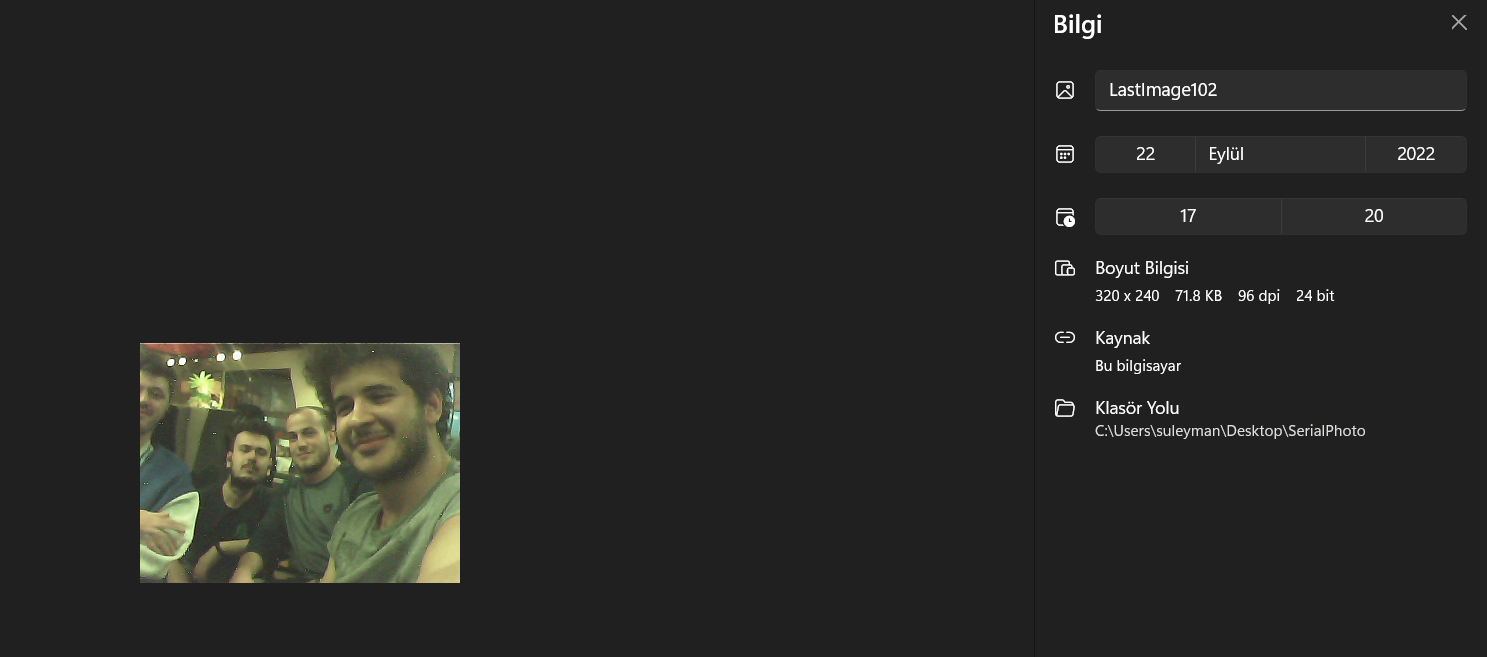 Bilgi
LastImage102
22 Eylül 2022
17 20
Boyut Bilgisi
320 x 240 71.8 KB 96 dpi 24 bit
Kaynak
Bu bilgisayar
Klasör Yolu
C:\Users\suleyman\Desktop\SerialPhoto